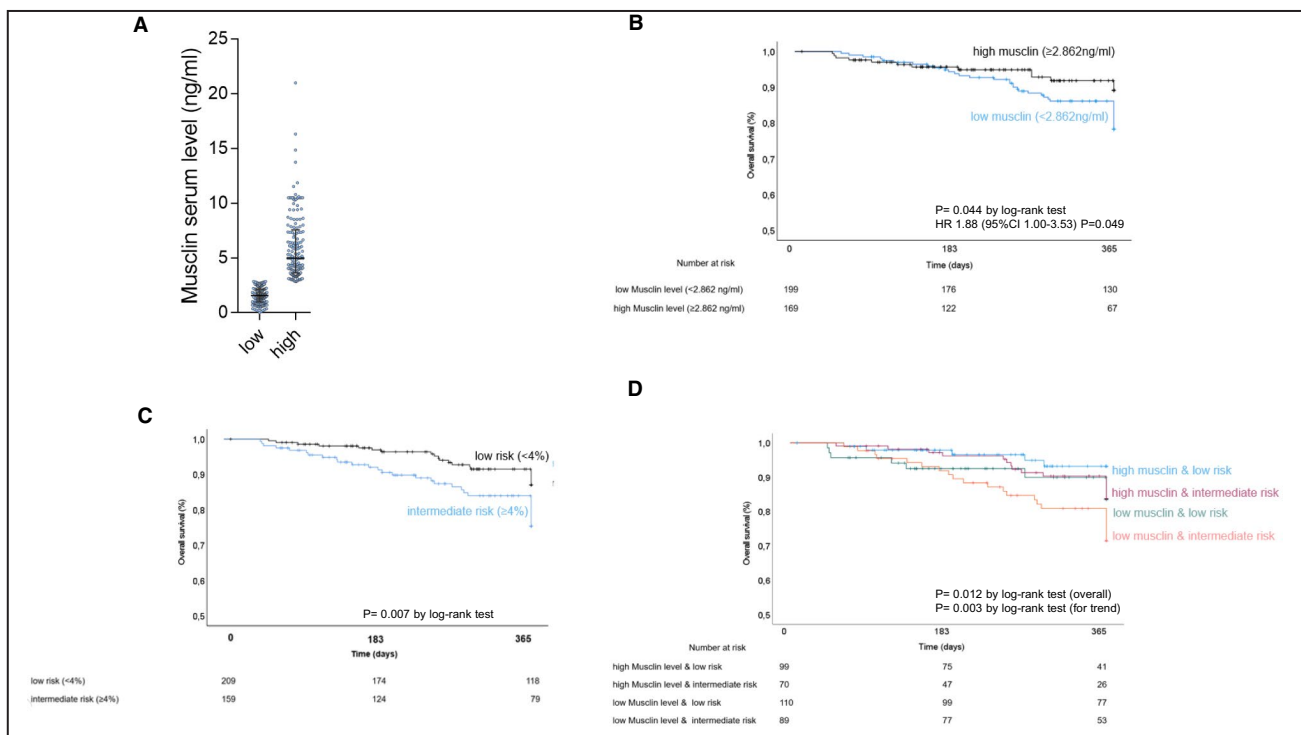 A
Musclin serum level (ng/ml)
25
20
15
10
5
0
low
high
B
Overall survival (%)
1,0
0,9
0,8
0,7
0,6
0,5
high musclin (≥2.862ng/ml)
low musclin (<2.862ng/ml)
P= 0.044 by log-rank test
HR 1.88 (95%CI 1.00-3.53) P=0.049
0 183 365
Time (days)
Number at risk
low Musclin level (<2.862 ng/ml) 199 176 130
high Musclin level (≥2.862 ng/ml) 169 122 67
C
Overall survival (%)
1,0
0,9
0,8
0,7
0,6
0,5
low risk (<4%)
intermediate risk (≥4%)
P= 0.007 by log-rank test
0 183 365
Time (days)
low risk (<4%) 209 174 118
intermediate risk (≥4%) 159 124 79
D
Overall survival (%)
1,0
0,9
0,8
0,7
0,6
0,5
high musclin & low risk
high musclin & intermediate risk
low musclin & low risk
low musclin & intermediate risk
P= 0.012 by log-rank test (overall)
P= 0.003 by log-rank test (for trend)
0 183 365
Time (days)
Number at risk
high Musclin level & low risk 99 75 41
high Musclin level & intermediate risk 70 47 26
low Musclin level & low risk 110 99 77
low Musclin level & intermediate risk 89 77 53